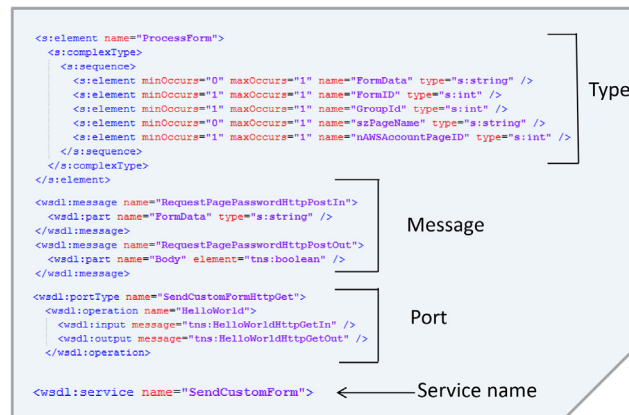 <s:element name="ProcessForm">
<s:complexType>
<s:sequence>
<s:element minOccurs="0" maxOccurs="1" name="FormData" type="s:string" />
<s:element minOccurs="1" maxOccurs="1" name="FormID" type="s:int" />
<s:element minOccurs="1" maxOccurs="1" name="GroupId" type="s:int" />
<s:element minOccurs="0" maxOccurs="1" name="szPageName" type="s:string" />
<s:element minOccurs="1" maxOccurs="1" name="nAWSAccountPageID" type="s:int" />
</s:sequence>
</s:complexType>
</s:element>
Type
<wsdl:message name="RequestPagePasswordHttpPostIn">
<wsdl:part name="FormData" type="s:string" />
</wsdl:message>
<wsdl:message name="RequestPagePasswordHttpPostOut">
<wsdl:part name="Body" element="tns:boolean" />
</wsdl:message>
Message
<wsdl:portType name="SendCustomFormHttpGet">
<wsdl:operation name="HelloWorld">
<wsdl:input message="tns:HelloWorldHttpGetIn" />
<wsdl:output message="tns:HelloWorldHttpGetOut" />
</wsdl:operation>
Port
<wsdl:service name="SendCustomForm">
Service name